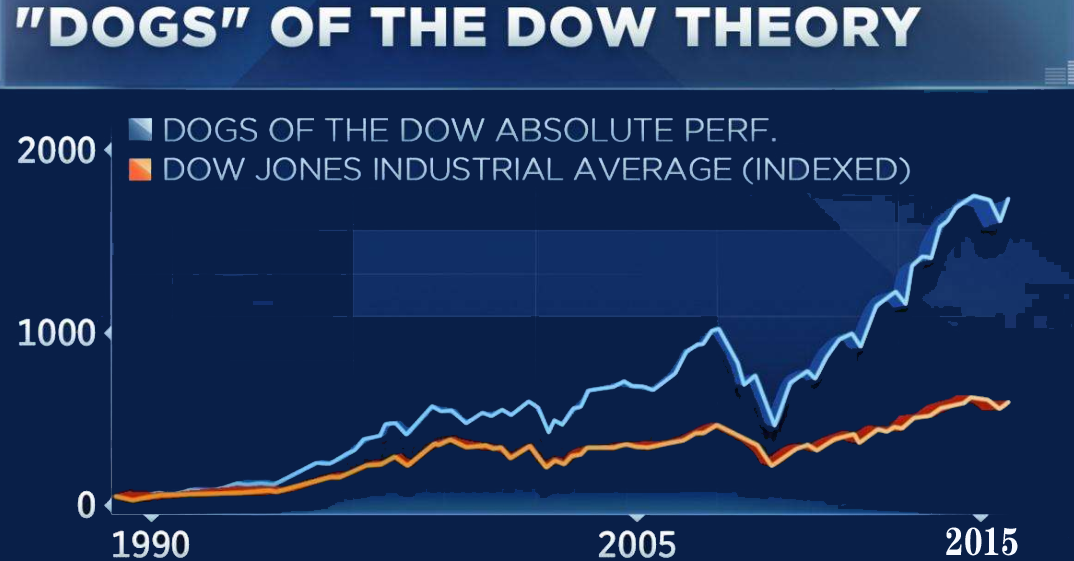 "DOGS" OF THE DOW THEORY
DOGS OF THE DOW ABSOLUTE PERF.
DOW JONES INDUSTRIAL AVERAGE (INDEXED)
2000
1000
0
1990 2005 2015